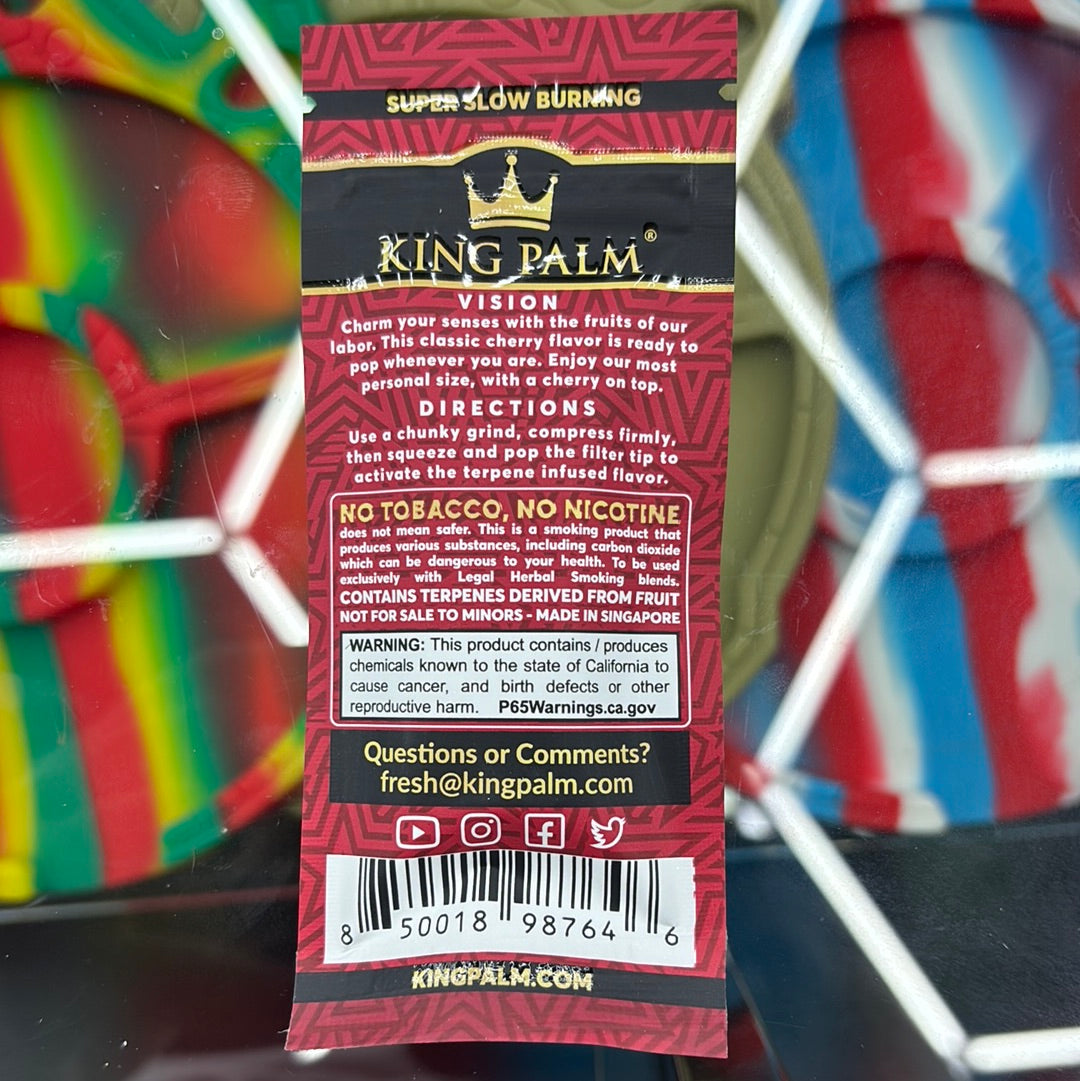 SUPER SLOW BURNING
KING PALM®
VISION
Charm your senses with the fruits of our
labor. This classic cherry flavor is ready to
pop whenever you are. Enjoy our most
personal size, with a cherry on top.
DIRECTIONS
Use a chunky grind, compress firmly,
then squeeze and pop the filter tip to
activate the terpene infused flavor.
NO TOBACCO, NO NICOTINE
does not mean safer. This is a smoking product that
produces various substances, including carbon dioxide
which can be dangerous to your health. To be used
exclusively with Legal Herbal Smoking blends.
CONTAINS TERPENES DERIVED FROM FRUIT
NOT FOR SALE TO MINORS - MADE IN SINGAPORE
WARNING: This product contains / produces
chemicals known to the state of California to
cause cancer, and birth defects or other
reproductive harm. P65Warnings.ca.gov
Questions or Comments?
fresh@kingpalm.com
8 50018 98764 6
KINGPALM.COM